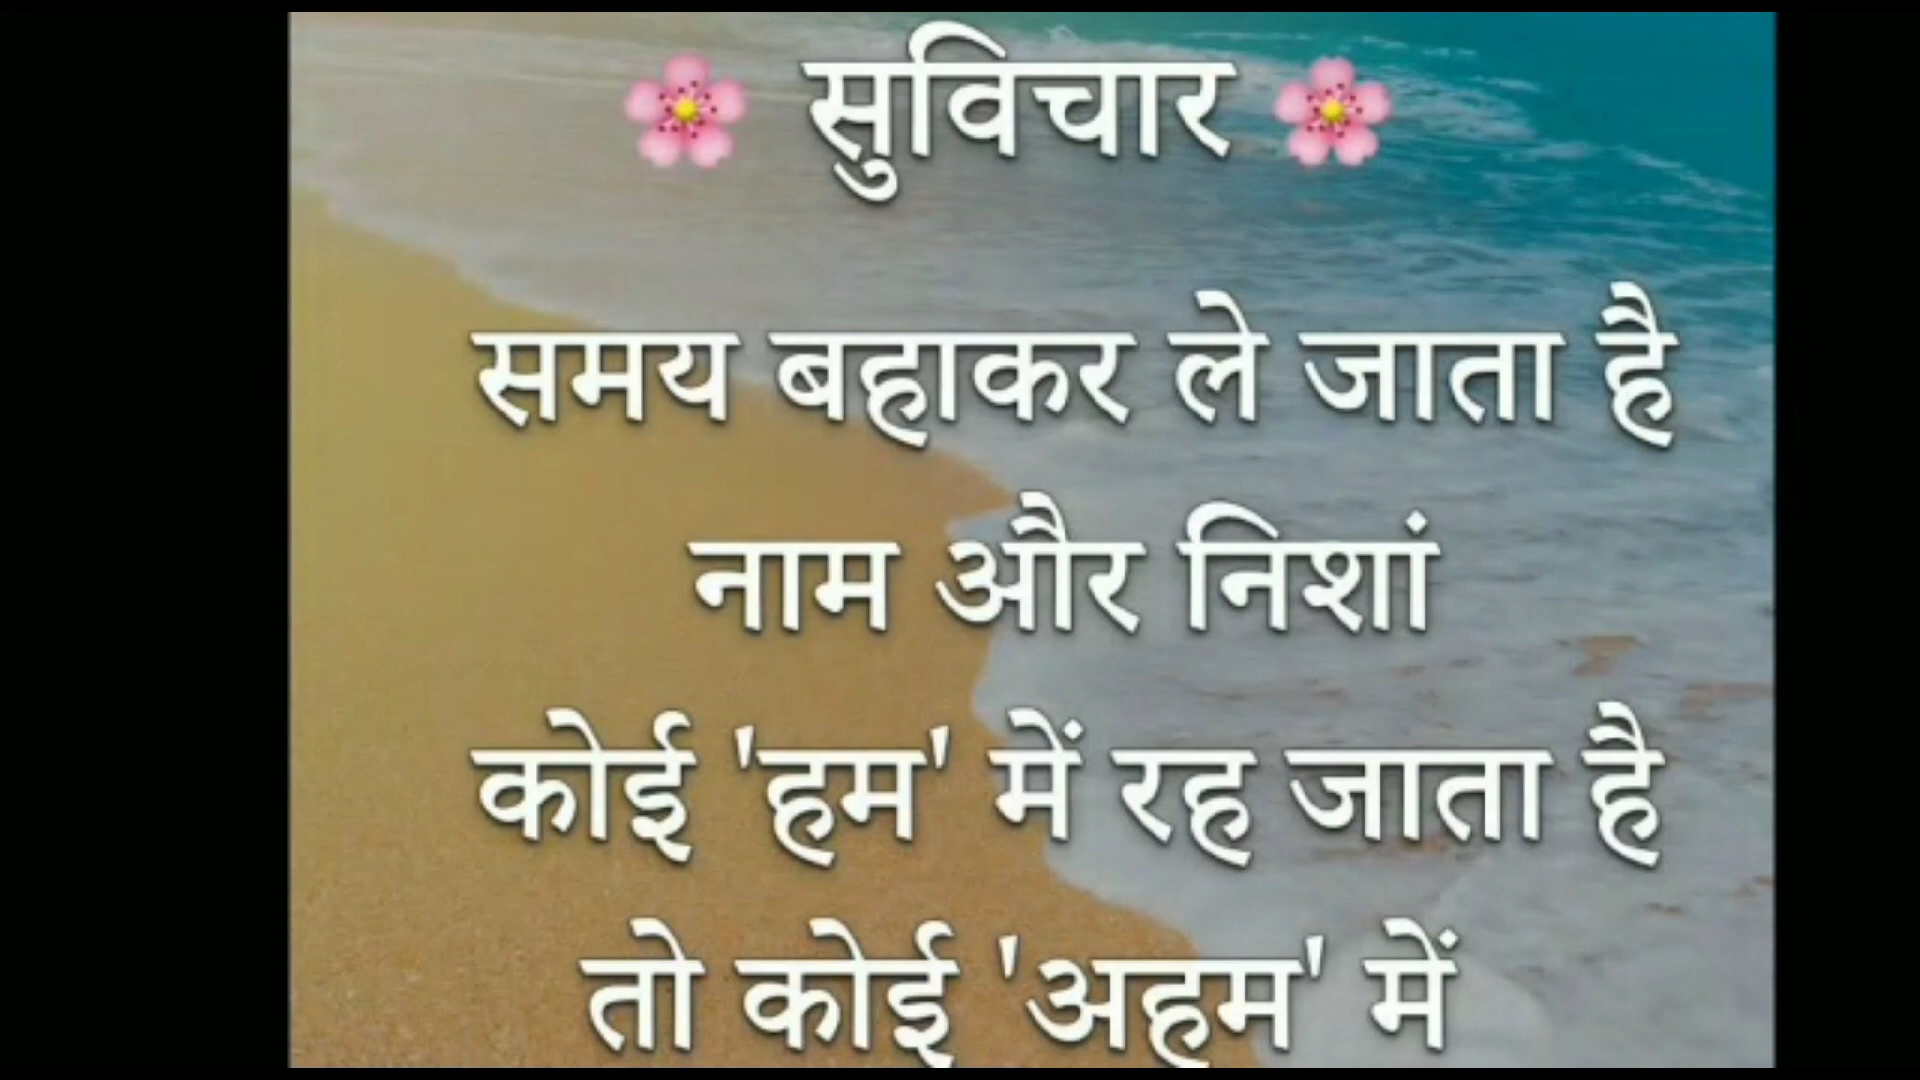 🌸 सुविचार 🌸
समय बहाकर ले जाता है
नाम और निशां
कोई 'हम' में रह जाता है
तो कोई 'अहम' में